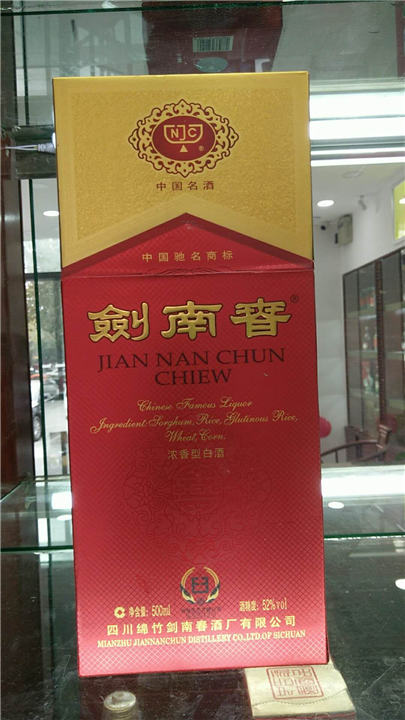 NJC
®
中国名酒
中国驰名商标
劍南春®
JIAN NAN CHUN
CHIEW
Chinese Famous Liquor
Ingredient:Sorghum, Rice, Glutinous Rice,
Wheat, Corn.
浓香型白酒
净含量: 500ml 酒精度: 52%vol
四川绵竹剑南春酒厂有限公司
MIANZHU JIANNANCHUN DISTILLERY CO.,LTD.OF SICHUAN